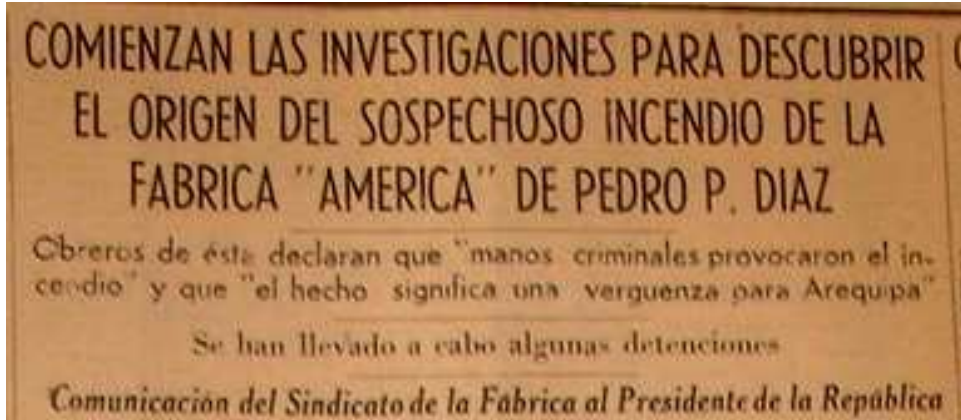 COMIENZAN LAS INVESTIGACIONES PARA DESCUBRIR
EL ORIGEN DEL SOSPECHOSO INCENDIO DE LA
FABRICA "AMERICA" DE PEDRO P. DIAZ
Obreros de ésta declaran que "manos criminales provocaron el in-
cendio" y que "el hecho significa una verguenza para Arequipa"
Se han llevado a cabo algunas detenciones
Comunicación del Sindicato de la Fábrica al Presidente de la República